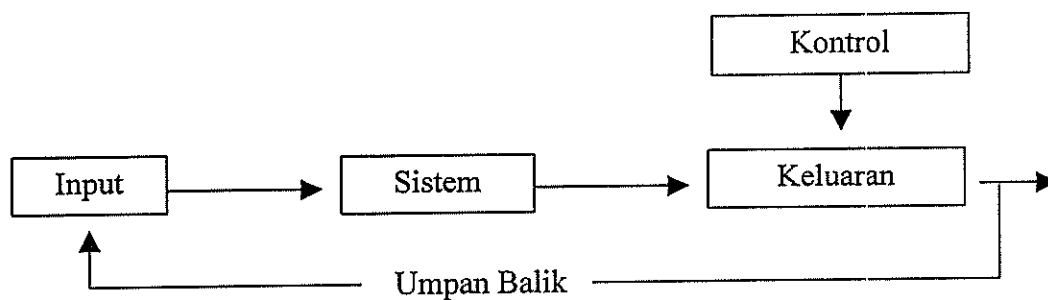 Kontrol
Input
Sistem
Keluaran
Umpan Balik